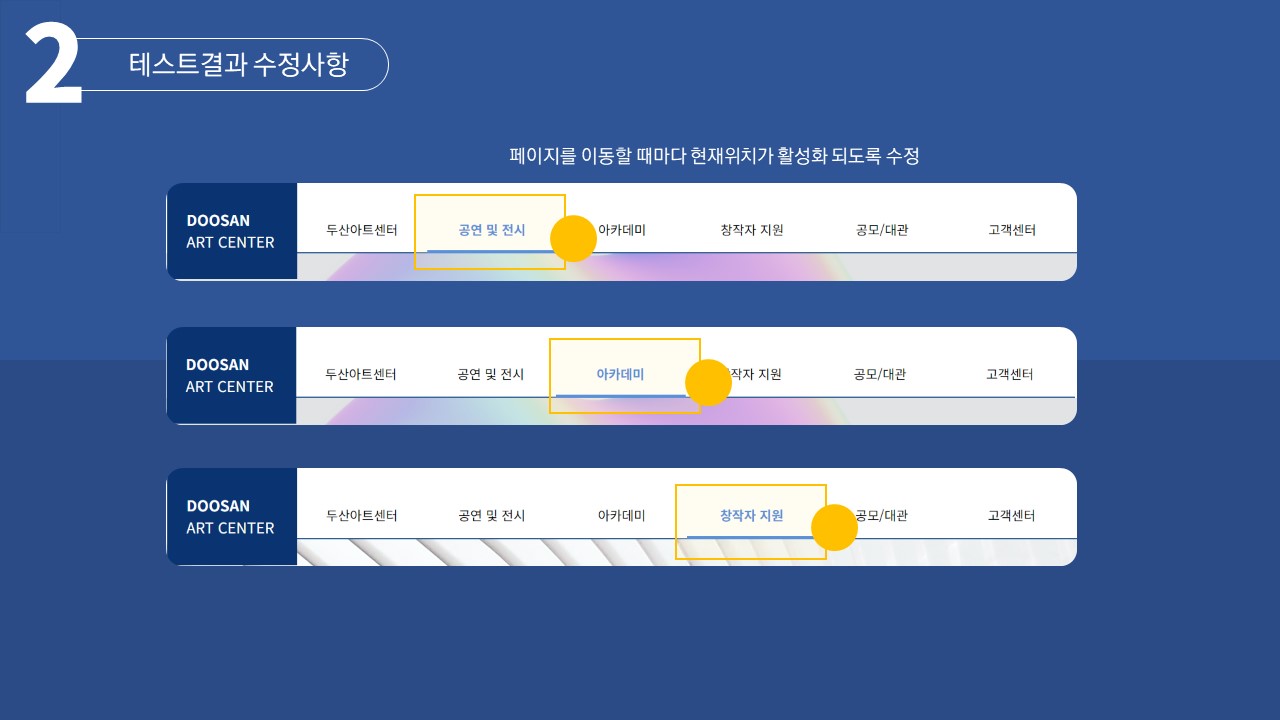 2
테스트결과 수정사항
페이지를 이동할 때마다 현재위치가 활성화 되도록 수정
DOOSAN
ART CENTER
두산아트센터 공연 및 전시 아카데미 창작자 지원 공모/대관 고객센터
DOOSAN
ART CENTER
두산아트센터 공연 및 전시 아카데미 작자 지원 공모/대관 고객센터
DOOSAN
ART CENTER
두산아트센터 공연 및 전시 아카데미 창작자 지원 공모/대관 고객센터